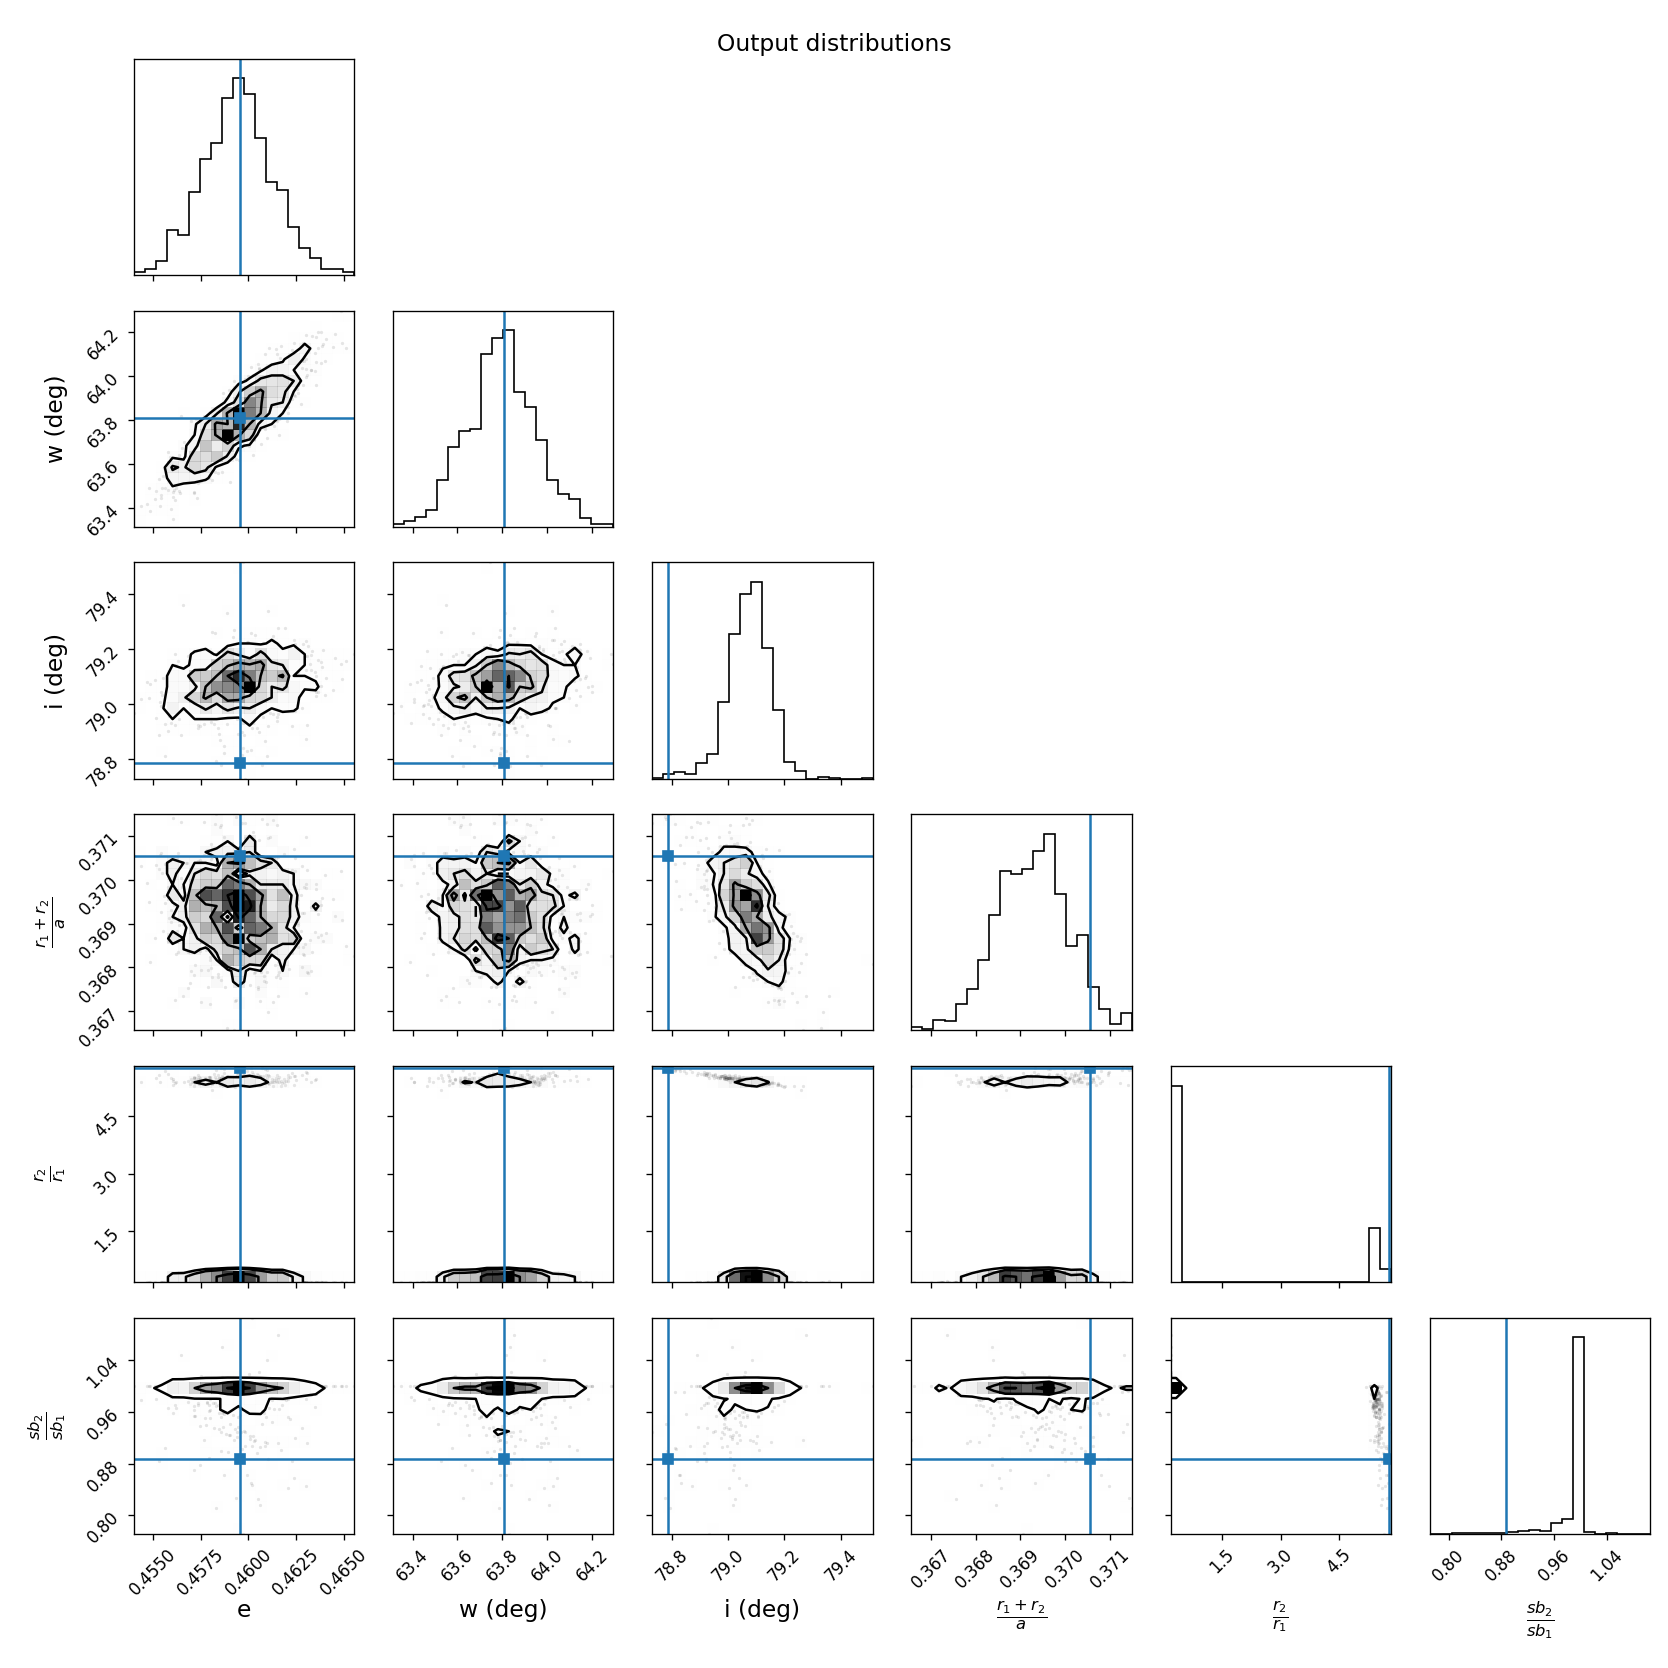 Output distributions
w (deg)
64.2
64.0
63.8
63.6
63.4
i (deg)
79.4
79.2
79.0
78.8
r1 + r2
a
0.371
0.370
0.369
0.368
0.367
r2
r1
4.5
3.0
1.5
sb2
sb1
1.04
0.96
0.88
0.80
0.4550 0.4575 0.4600 0.4625 0.4650
63.4 63.6 63.8 64.0 64.2
78.8 79.0 79.2 79.4
0.367 0.368 0.369 0.370 0.371
1.5 3.0 4.5
0.80 0.88 0.96 1.04
e
w (deg)
i (deg)
r1 + r2
a
r2
r1
sb2
sb1